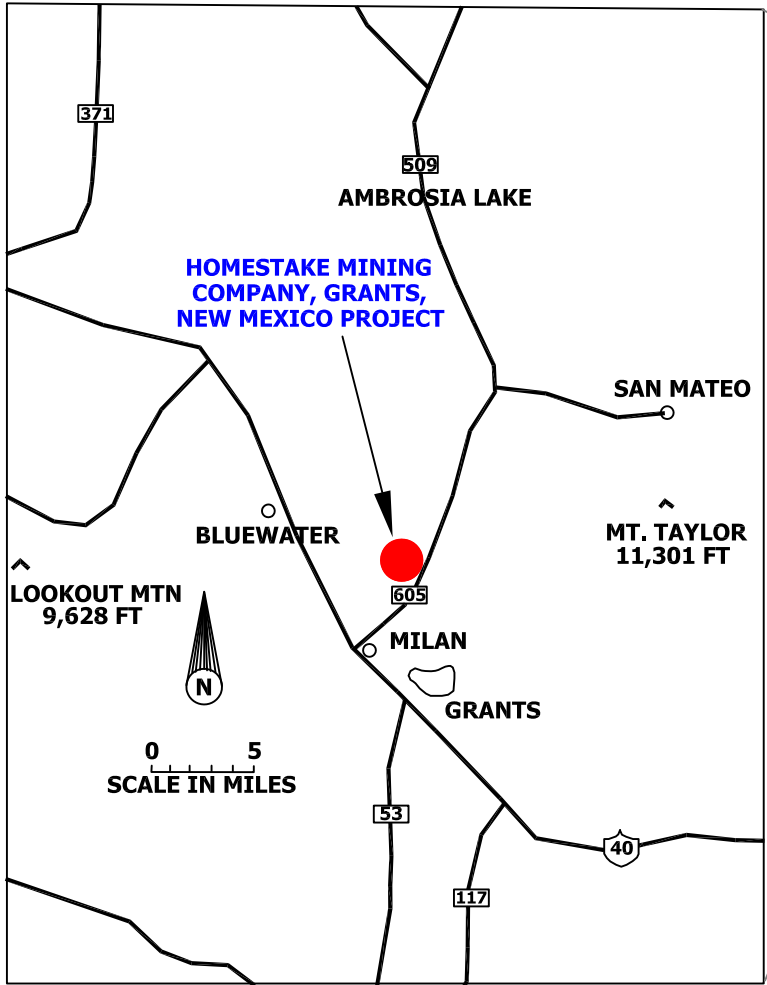 371
509
AMBROSIA LAKE
HOMESTAKE MINING
COMPANY, GRANTS,
NEW MEXICO PROJECT
SAN MATEO
BLUEWATER
MT. TAYLOR
11,301 FT
LOOKOUT MTN
9,628 FT
605
MILAN
N
GRANTS
0 5
SCALE IN MILES
53
40
117